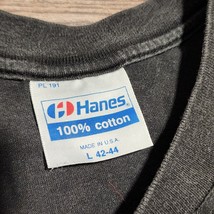 PL 191
Hanes.
100% cotton
MADE IN U.S.A.
L 42-44